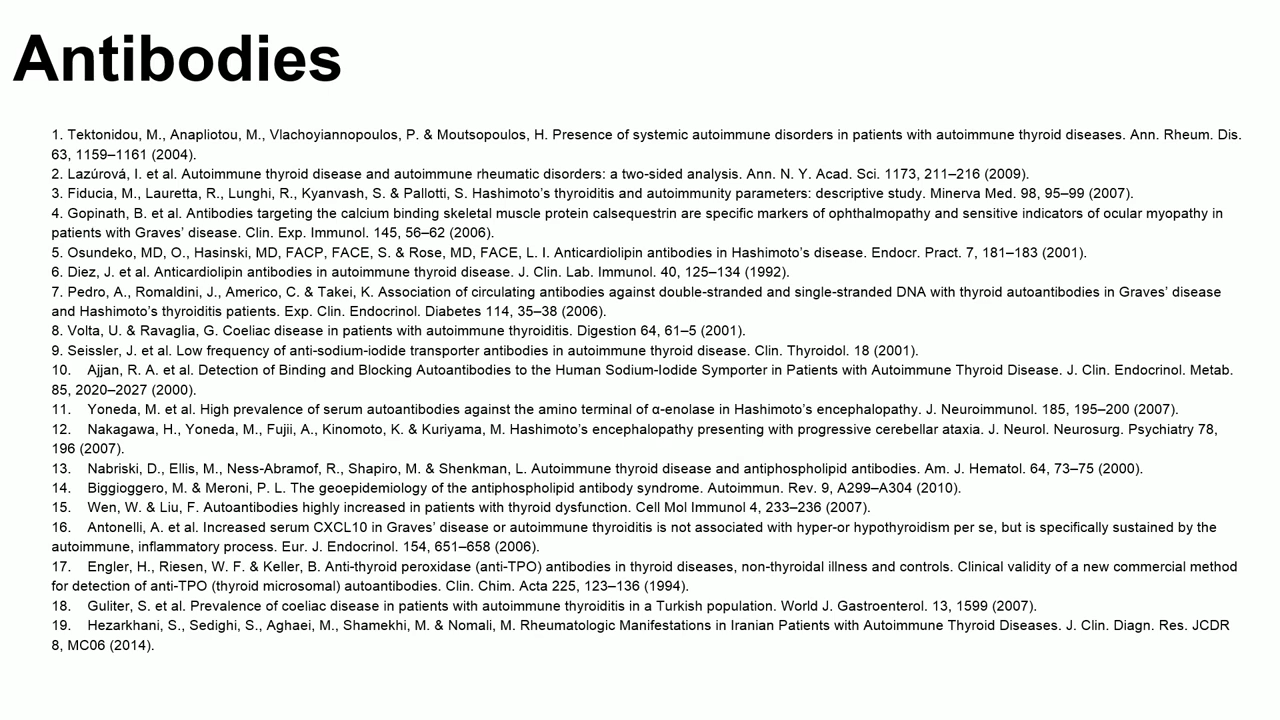 Antibodies
1. Tektonidou, M., Anapliotou, M., Vlachoyiannopoulos, P. & Moutsopoulos, H. Presence of systemic autoimmune disorders in patients with autoimmune thyroid diseases. Ann. Rheum. Dis.
63, 1159–1161 (2004).
2. Lazúrová, I. et al. Autoimmune thyroid disease and autoimmune rheumatic disorders: a two-sided analysis. Ann. N. Y. Acad. Sci. 1173, 211–216 (2009).
3. Fiducia, M., Lauretta, R., Lunghi, R., Kyanvash, S. & Pallotti, S. Hashimoto’s thyroiditis and autoimmunity parameters: descriptive study. Minerva Med. 98, 95–99 (2007).
4. Gopinath, B. et al. Antibodies targeting the calcium binding skeletal muscle protein calsequestrin are specific markers of ophthalmopathy and sensitive indicators of ocular myopathy in
patients with Graves’ disease. Clin. Exp. Immunol. 145, 56–62 (2006).
5. Osundeko, MD, O., Hasinski, MD, FACP, FACE, S. & Rose, MD, FACE, L. I. Anticardiolipin antibodies in Hashimoto’s disease. Endocr. Pract. 7, 181–183 (2001).
6. Diez, J. et al. Anticardiolipin antibodies in autoimmune thyroid disease. J. Clin. Lab. Immunol. 40, 125–134 (1992).
7. Pedro, A., Romaldini, J., Americo, C. & Takei, K. Association of circulating antibodies against double-stranded and single-stranded DNA with thyroid autoantibodies in Graves’ disease
and Hashimoto’s thyroiditis patients. Exp. Clin. Endocrinol. Diabetes 114, 35–38 (2006).
8. Volta, U. & Ravaglia, G. Coeliac disease in patients with autoimmune thyroiditis. Digestion 64, 61–5 (2001).
9. Seissler, J. et al. Low frequency of anti-sodium-iodide transporter antibodies in autoimmune thyroid disease. Clin. Thyroidol. 18 (2001).
10. Ajjan, R. A. et al. Detection of Binding and Blocking Autoantibodies to the Human Sodium-Iodide Symporter in Patients with Autoimmune Thyroid Disease. J. Clin. Endocrinol. Metab.
85, 2020–2027 (2000).
11. Yoneda, M. et al. High prevalence of serum autoantibodies against the amino terminal of α-enolase in Hashimoto’s encephalopathy. J. Neuroimmunol. 185, 195–200 (2007).
12. Nakagawa, H., Yoneda, M., Fujii, A., Kinomoto, K. & Kuriyama, M. Hashimoto’s encephalopathy presenting with progressive cerebellar ataxia. J. Neurol. Neurosurg. Psychiatry 78,
196 (2007).
13. Nabriski, D., Ellis, M., Ness-Abramof, R., Shapiro, M. & Shenkman, L. Autoimmune thyroid disease and antiphospholipid antibodies. Am. J. Hematol. 64, 73–75 (2000).
14. Biggioggero, M. & Meroni, P. L. The geoepidemiology of the antiphospholipid antibody syndrome. Autoimmun. Rev. 9, A299–A304 (2010).
15. Wen, W. & Liu, F. Autoantibodies highly increased in patients with thyroid dysfunction. Cell Mol Immunol 4, 233–236 (2007).
16. Antonelli, A. et al. Increased serum CXCL10 in Graves’ disease or autoimmune thyroiditis is not associated with hyper-or hypothyroidism per se, but is specifically sustained by the
autoimmune, inflammatory process. Eur. J. Endocrinol. 154, 651–658 (2006).
17. Engler, H., Riesen, W. F. & Keller, B. Anti-thyroid peroxidase (anti-TPO) antibodies in thyroid diseases, non-thyroidal illness and controls. Clinical validity of a new commercial method
for detection of anti-TPO (thyroid microsomal) autoantibodies. Clin. Chim. Acta 225, 123–136 (1994).
18. Guliter, S. et al. Prevalence of coeliac disease in patients with autoimmune thyroiditis in a Turkish population. World J. Gastroenterol. 13, 1599 (2007).
19. Hezarkhani, S., Sedighi, S., Aghaei, M., Shamekhi, M. & Nomali, M. Rheumatologic Manifestations in Iranian Patients with Autoimmune Thyroid Diseases. J. Clin. Diagn. Res. JCDR
8, MC06 (2014).